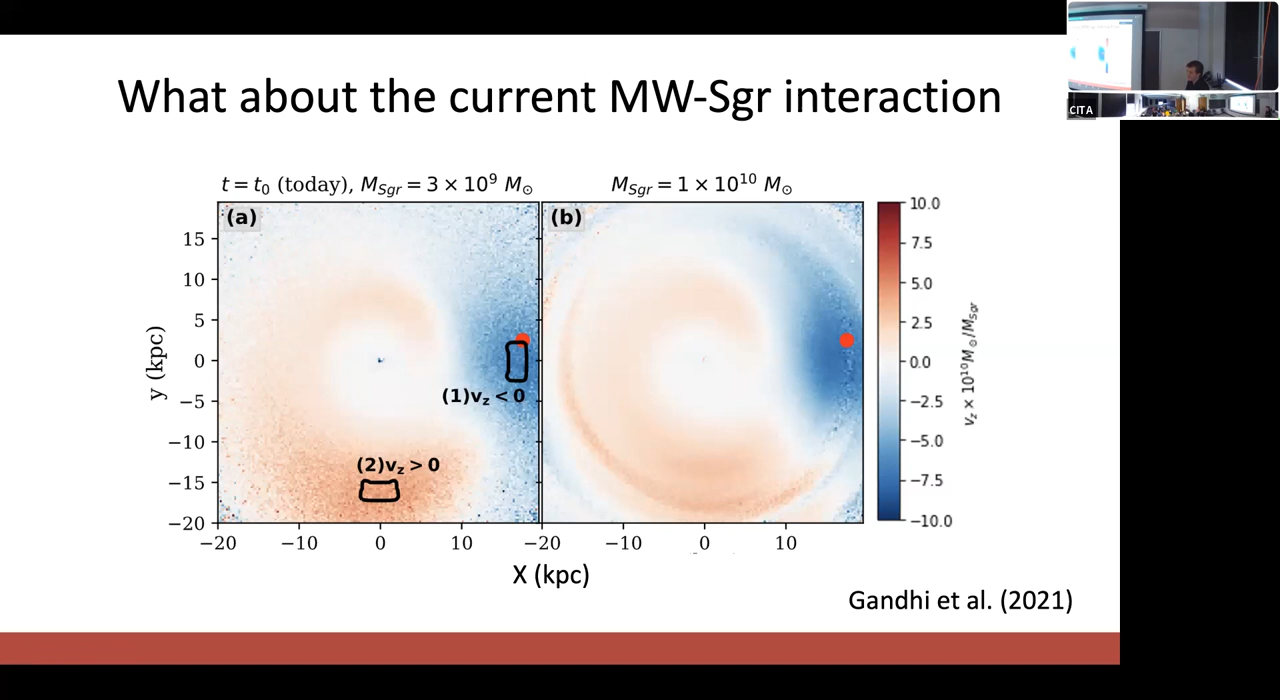 What about the current MW-Sgr interaction
CITA
t = t₀ (today), M_Sgr = 3 × 10⁹ M_⊙
M_Sgr = 1 × 10¹⁰ M_⊙
(a)
(b)
15
10
5
0
−5
−10
−15
−20
y (kpc)
(1)v_z < 0
(2)v_z > 0
−20
−10
0
10
−20
−10
0
10
X (kpc)
10.0
7.5
5.0
2.5
0.0
−2.5
−5.0
−7.5
−10.0
v_z × 10¹⁰M_⊙/M_Sgr
Gandhi et al. (2021)